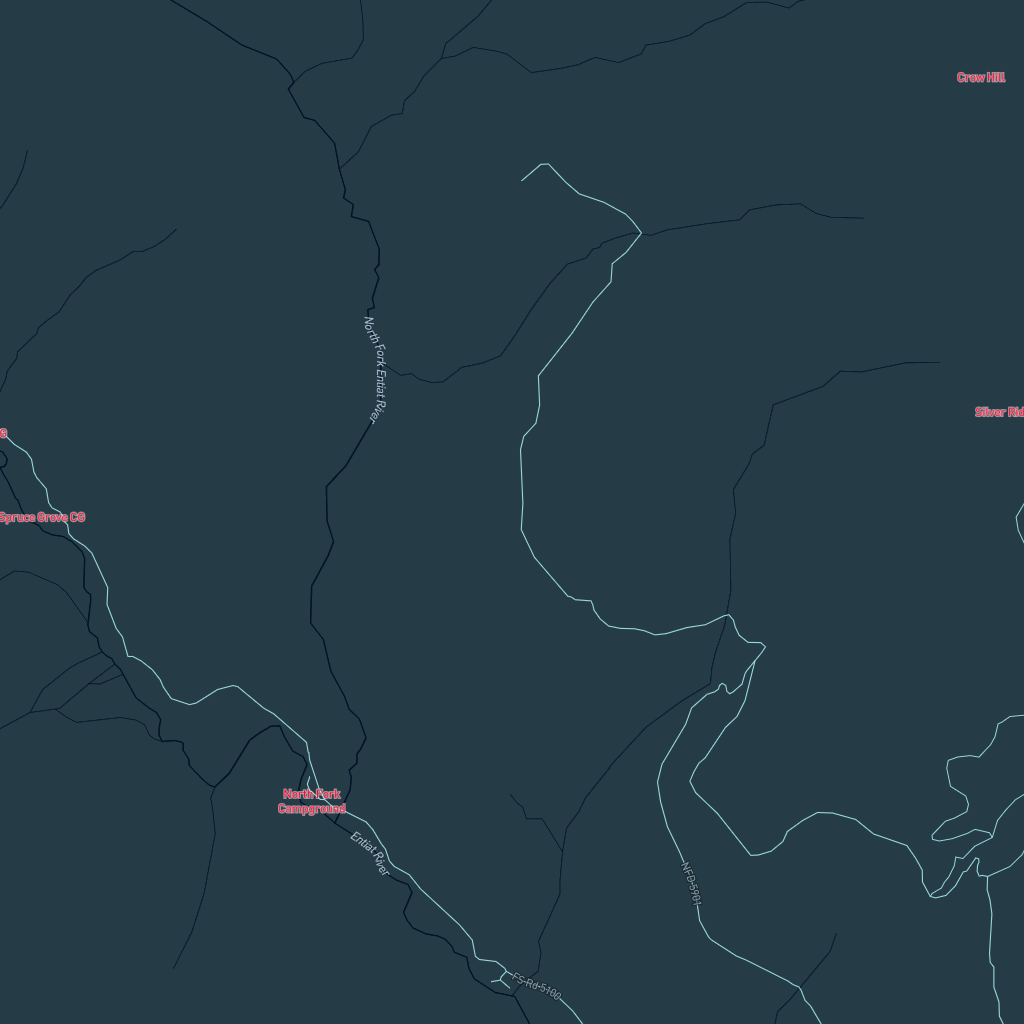 Crow Hill
North Fork Entiat River
Silver Rid
G
Spruce Grove CG
North Fork
Campground
Entiat River
NFD 5901
FS Rd 5100